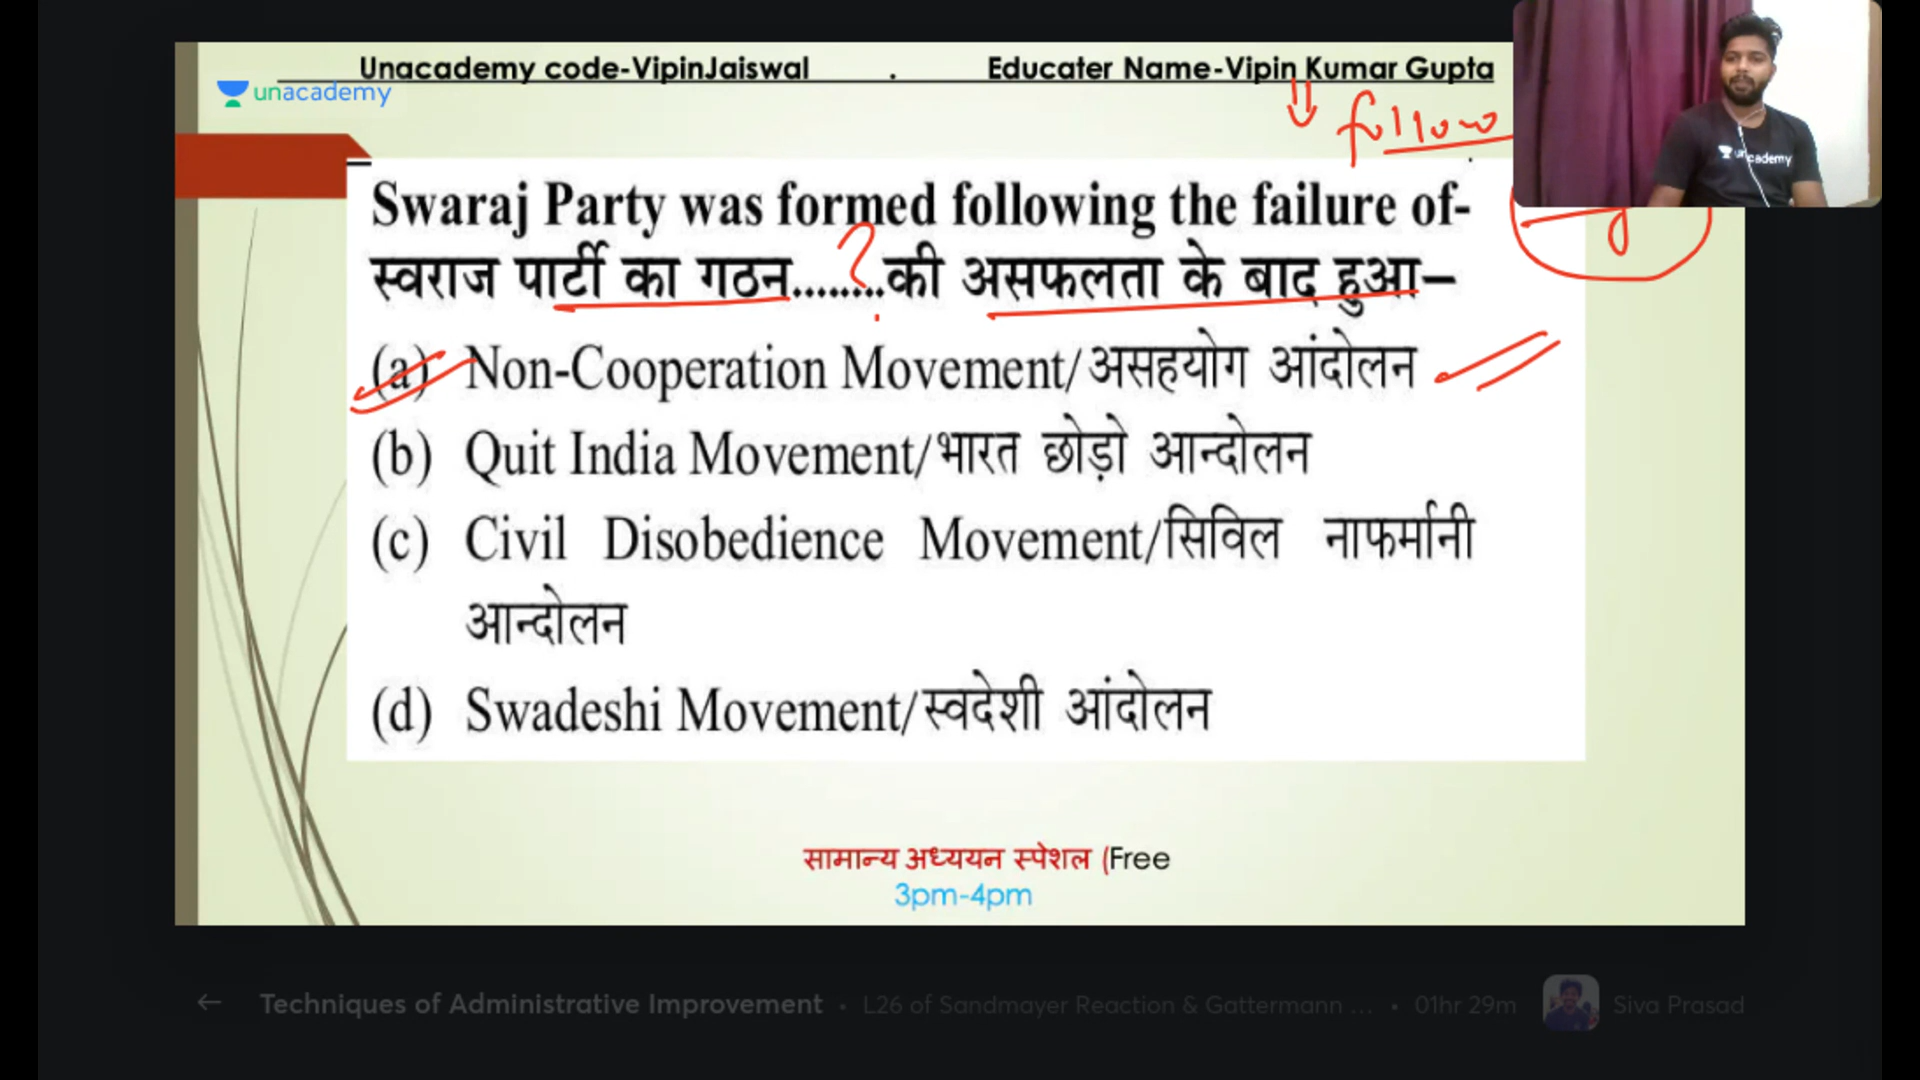 Unacademy code-VipinJaiswal . Educater Name-Vipin Kumar Gupta
unacademy
follow
unacademy
Swaraj Party was formed following the failure of-
?
स्वराज पार्टी का गठन........की असफलता के बाद हुआ–
(a) Non-Cooperation Movement/असहयोग आंदोलन
(b) Quit India Movement/भारत छोड़ो आन्दोलन
(c) Civil Disobedience Movement/सिविल नाफर्मानी
आन्दोलन
(d) Swadeshi Movement/स्वदेशी आंदोलन
सामान्य अध्ययन स्पेशल (Free
3pm-4pm
← Techniques of Administrative Improvement • L26 of Sandmayer Reaction & Gattermann ... • 01hr 29m Siva Prasad